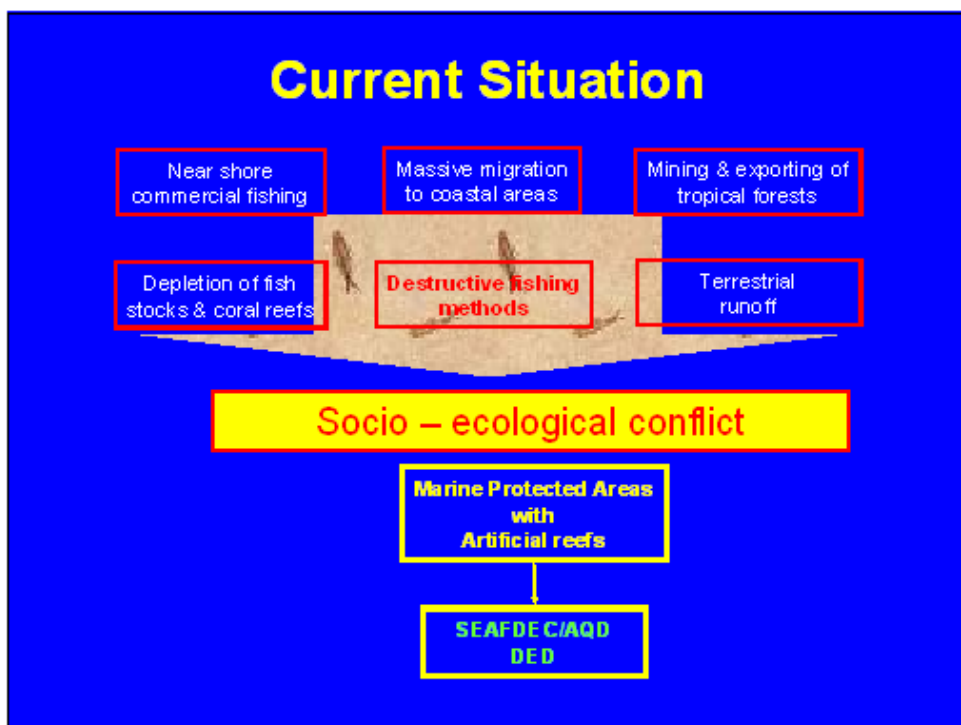 Current Situation
Near shore
commercial fishing
Massive migration
to coastal areas
Mining & exporting of
tropical forests
Depletion of fish
stocks & coral reefs
Destructive fishing
methods
Terrestrial
runoff
Socio – ecological conflict
Marine Protected Areas
with
Artificial reefs
SEAFDEC/AQD
DED